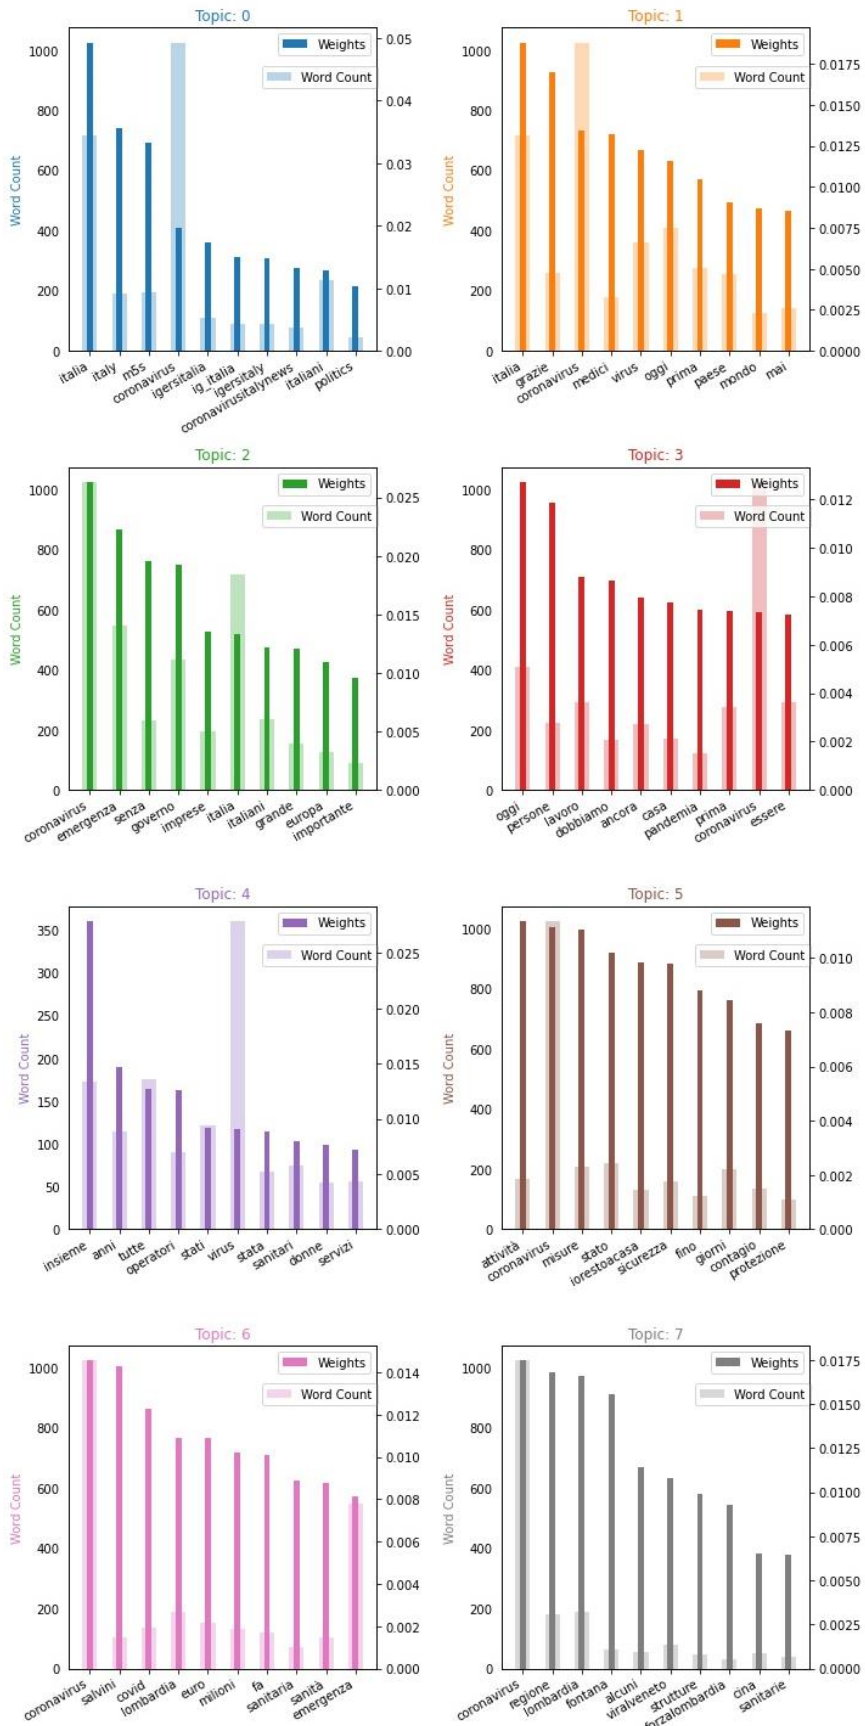 Topic: 0
Weights
Word Count
Word Count
1000
800
600
400
200
0
0.05
0.04
0.03
0.02
0.01
0.00
italia
italy
m5s
coronavirus
igersitalia
ig_italia
igersitaly
coronavirusitalynews
italiani
politics
Topic: 1
Weights
Word Count
Word Count
1000
800
600
400
200
0
0.0175
0.0150
0.0125
0.0100
0.0075
0.0050
0.0025
0.0000
italia
grazie
coronavirus
medici
virus
oggi
prima
paese
mondo
mai
Topic: 2
Weights
Word Count
Word Count
1000
800
600
400
200
0
0.025
0.020
0.015
0.010
0.005
0.000
coronavirus
emergenza
senza
governo
imprese
italia
italiani
grande
europa
importante
Topic: 3
Weights
Word Count
Word Count
1000
800
600
400
200
0
0.012
0.010
0.008
0.006
0.004
0.002
0.000
oggi
persone
lavoro
dobbiamo
ancora
casa
pandemia
prima
coronavirus
essere
Topic: 4
Weights
Word Count
Word Count
350
300
250
200
150
100
50
0
0.025
0.020
0.015
0.010
0.005
0.000
insieme
anni
tutte
operatori
stati
virus
stata
sanitari
donne
servizi
Topic: 5
Weights
Word Count
Word Count
1000
800
600
400
200
0
0.010
0.008
0.006
0.004
0.002
0.000
attività
coronavirus
misure
stato
iorestoacasa
sicurezza
fino
giorni
contagio
protezione
Topic: 6
Weights
Word Count
Word Count
1000
800
600
400
200
0
0.014
0.012
0.010
0.008
0.006
0.004
0.002
0.000
coronavirus
salvini
covid
lombardia
euro
milioni
fa
sanitaria
sanità
emergenza
Topic: 7
Weights
Word Count
Word Count
1000
800
600
400
200
0
0.0175
0.0150
0.0125
0.0100
0.0075
0.0050
0.0025
0.0000
coronavirus
regione
lombardia
fontana
alcuni
viralveneto
strutture
forzalombardia
cina
sanitarie